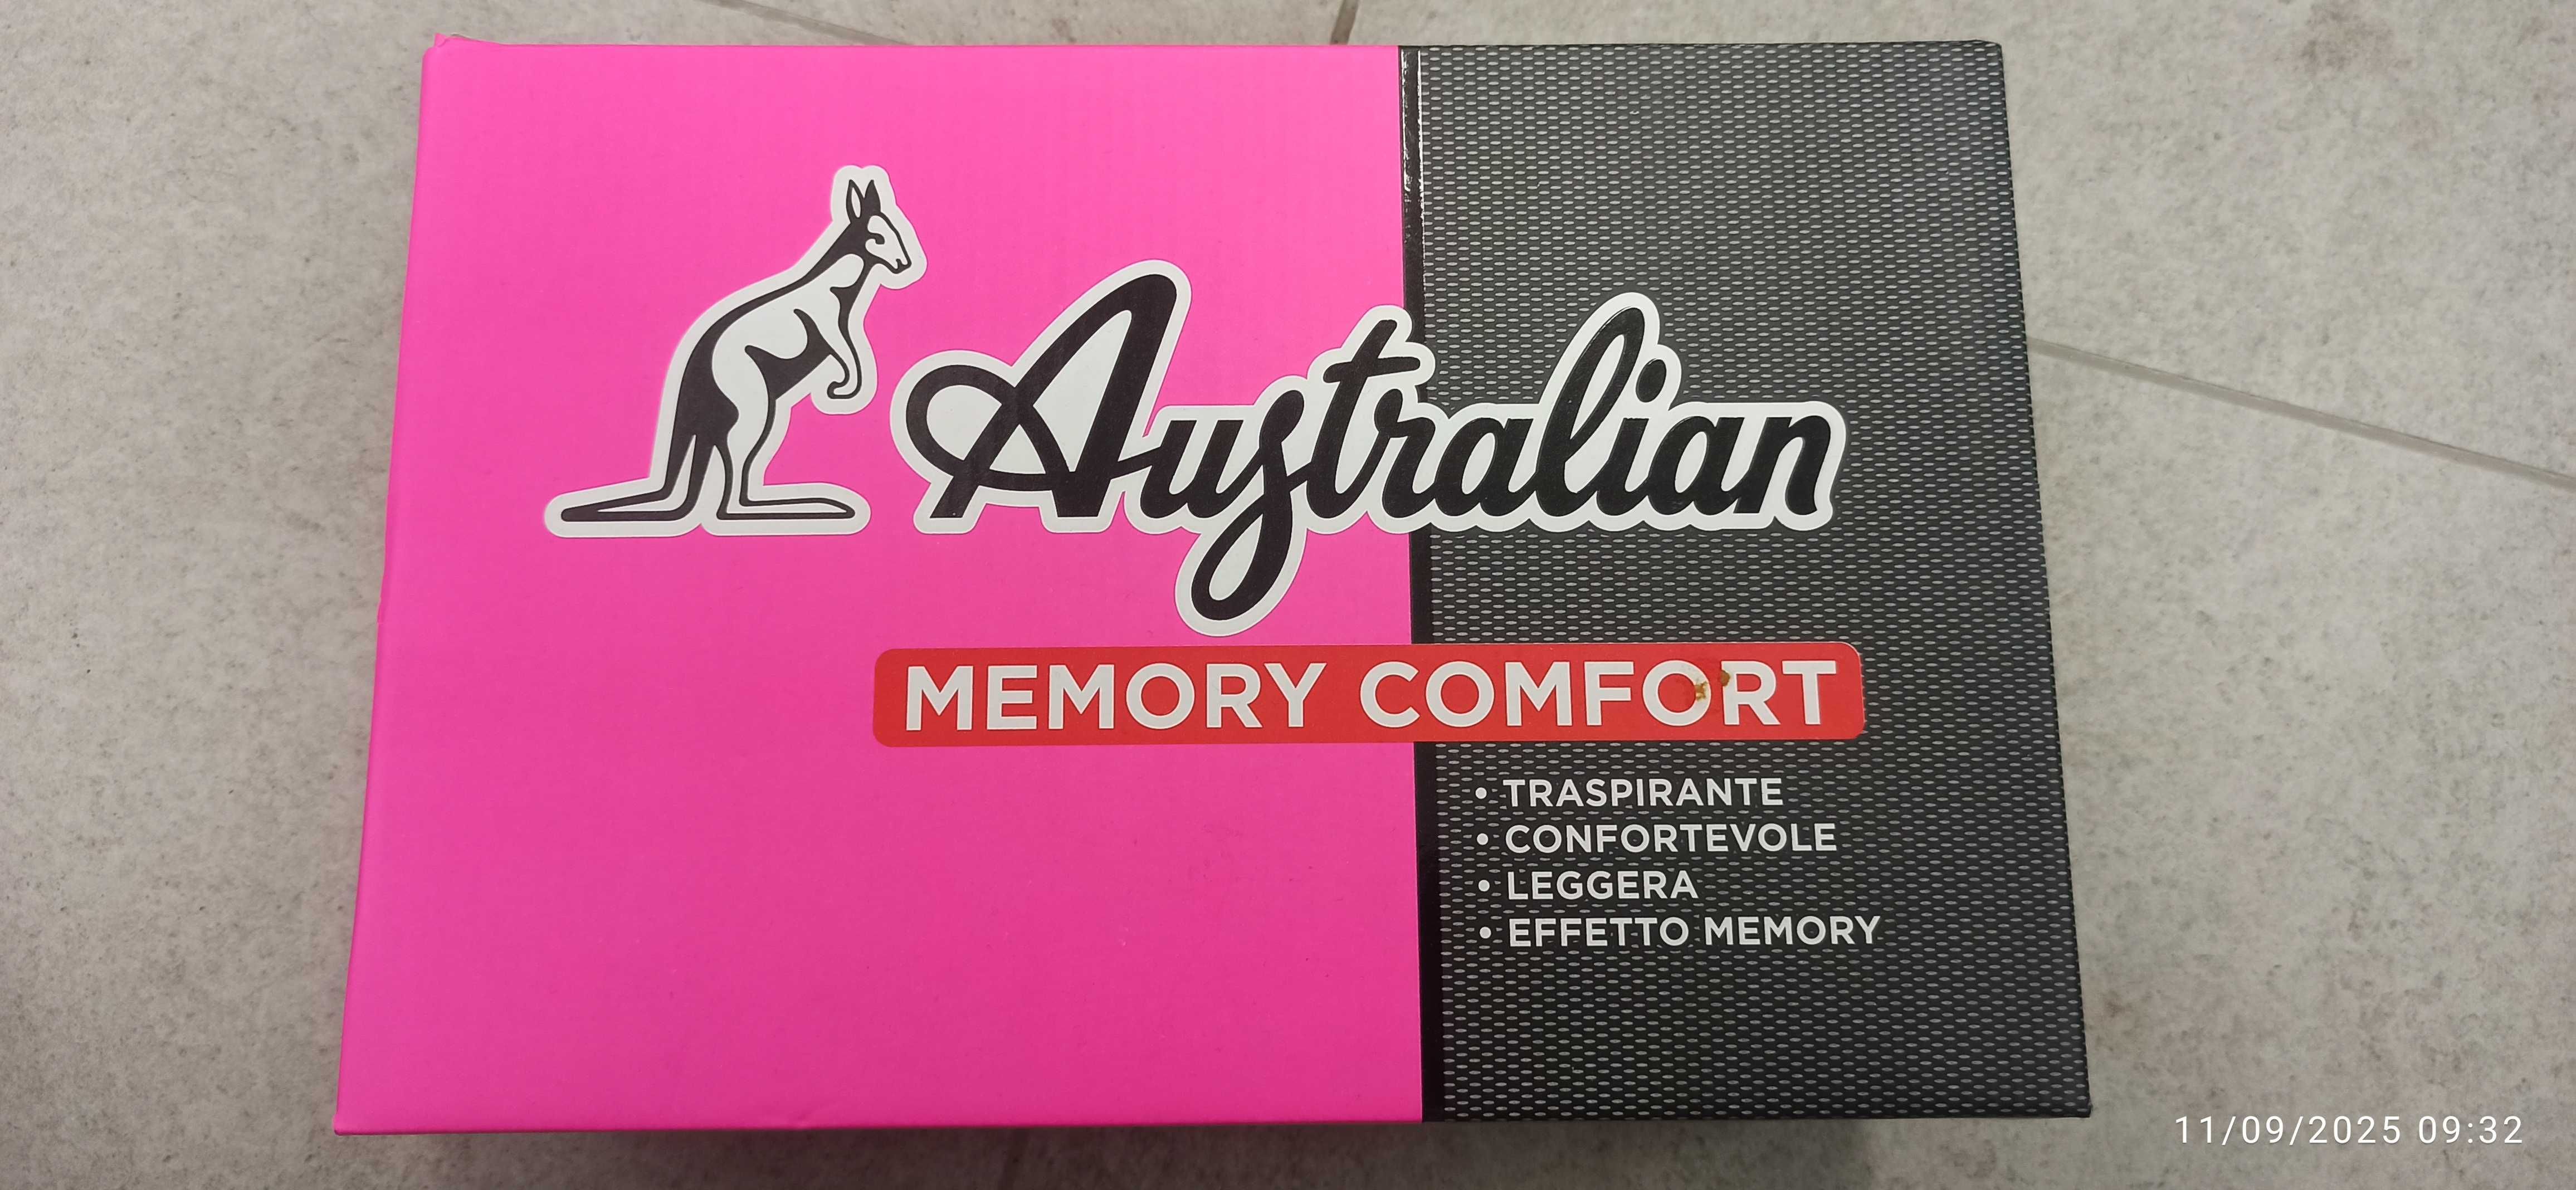 Australian
MEMORY COMFORT
• TRASPIRANTE
• CONFORTEVOLE
• LEGGERA
• EFFETTO MEMORY
11/09/2025 09:32